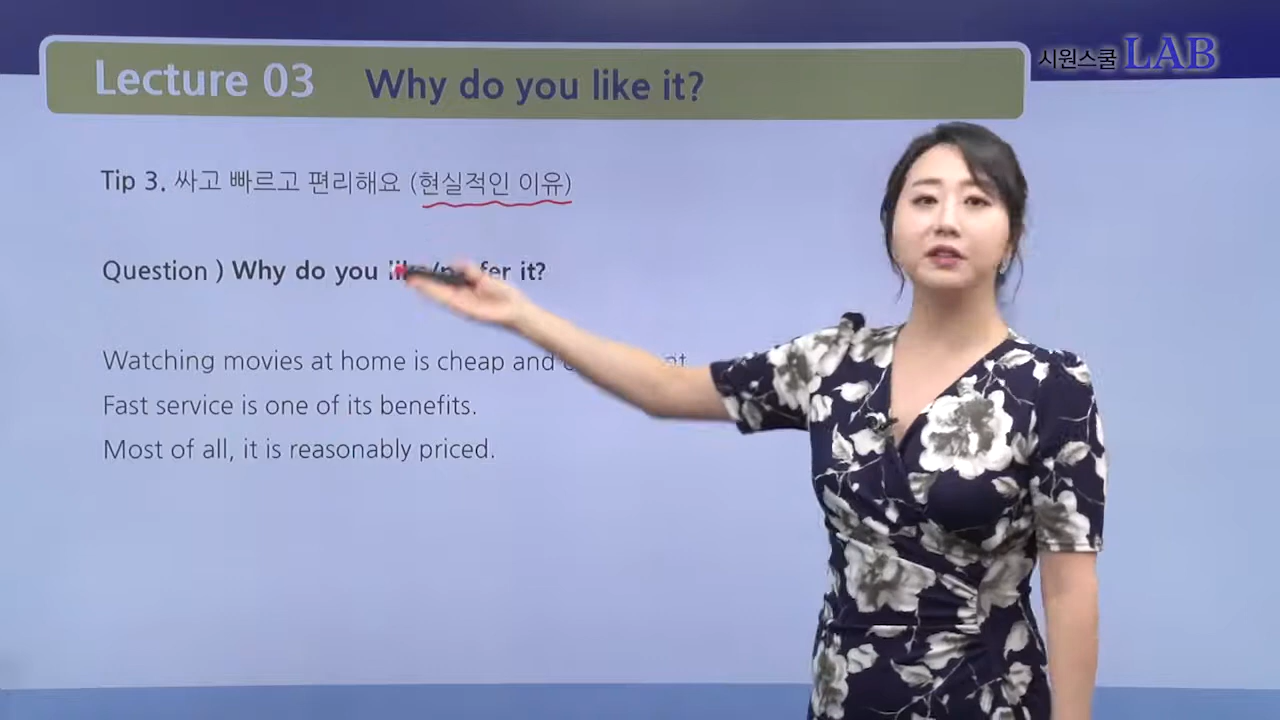 Lecture 03 Why do you like it?
시원스쿨 LAB
Tip 3. 싸고 빠르고 편리해요 (현실적인 이유)
Question ) Why do you like/prefer it?
Watching movies at home is cheap and
Fast service is one of its benefits.
Most of all, it is reasonably priced.